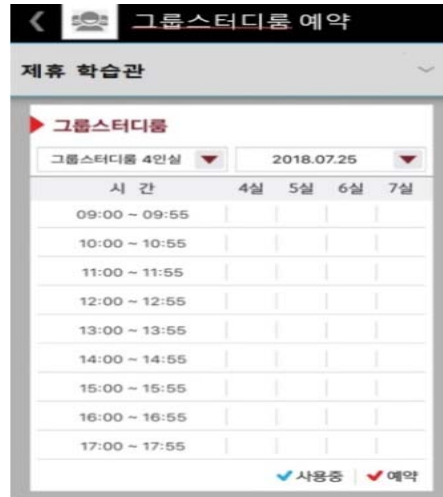 그룹스터디룸 예약
제휴 학습관
그룹스터디룸
그룹스터디룸 4인실 2018.07.25
시 간 4실 5실 6실 7실
09:00 ~ 09:55
10:00 ~ 10:55
11:00 ~ 11:55
12:00 ~ 12:55
13:00 ~ 13:55
14:00 ~ 14:55
15:00 ~ 15:55
16:00 ~ 16:55
17:00 ~ 17:55
사용중 예약